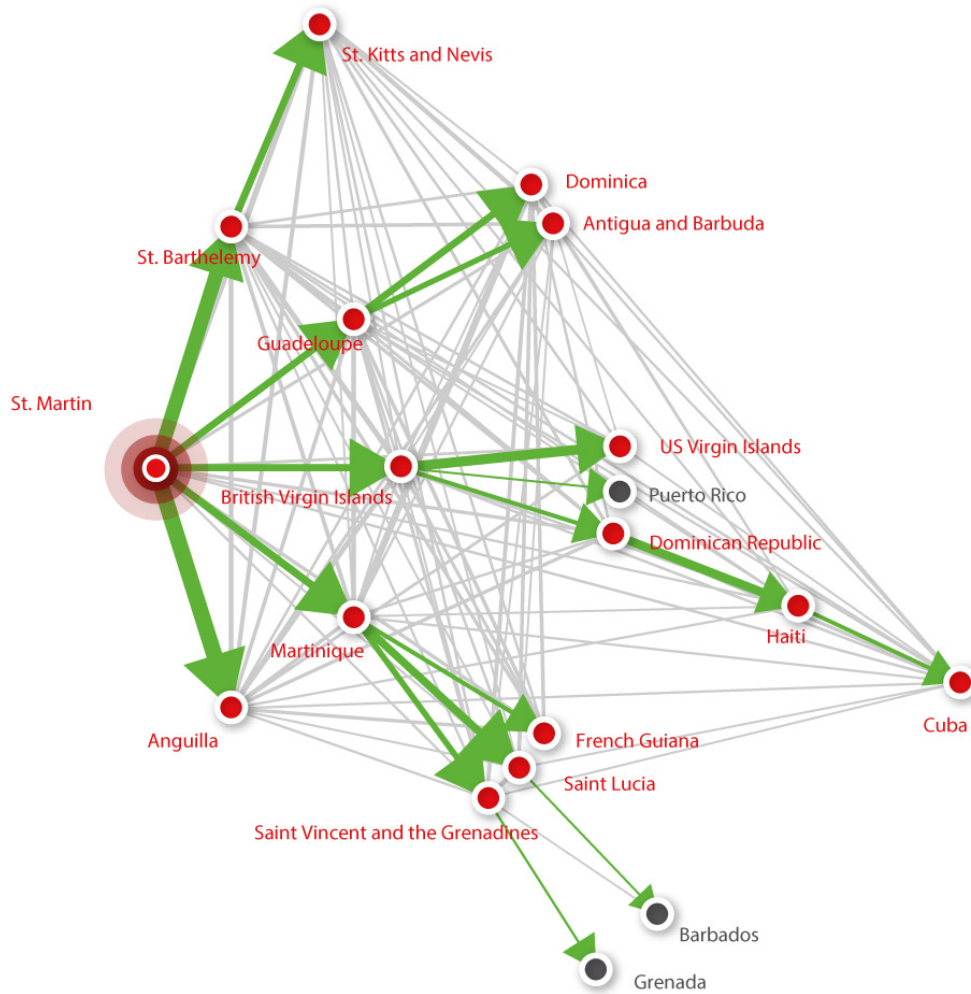 St. Kitts and Nevis
Dominica
Antigua and Barbuda
St. Barthelemy
Guadeloupe
St. Martin
US Virgin Islands
British Virgin Islands
Puerto Rico
Dominican Republic
Haiti
Martinique
Cuba
Anguilla
French Guiana
Saint Lucia
Saint Vincent and the Grenadines
Barbados
Grenada